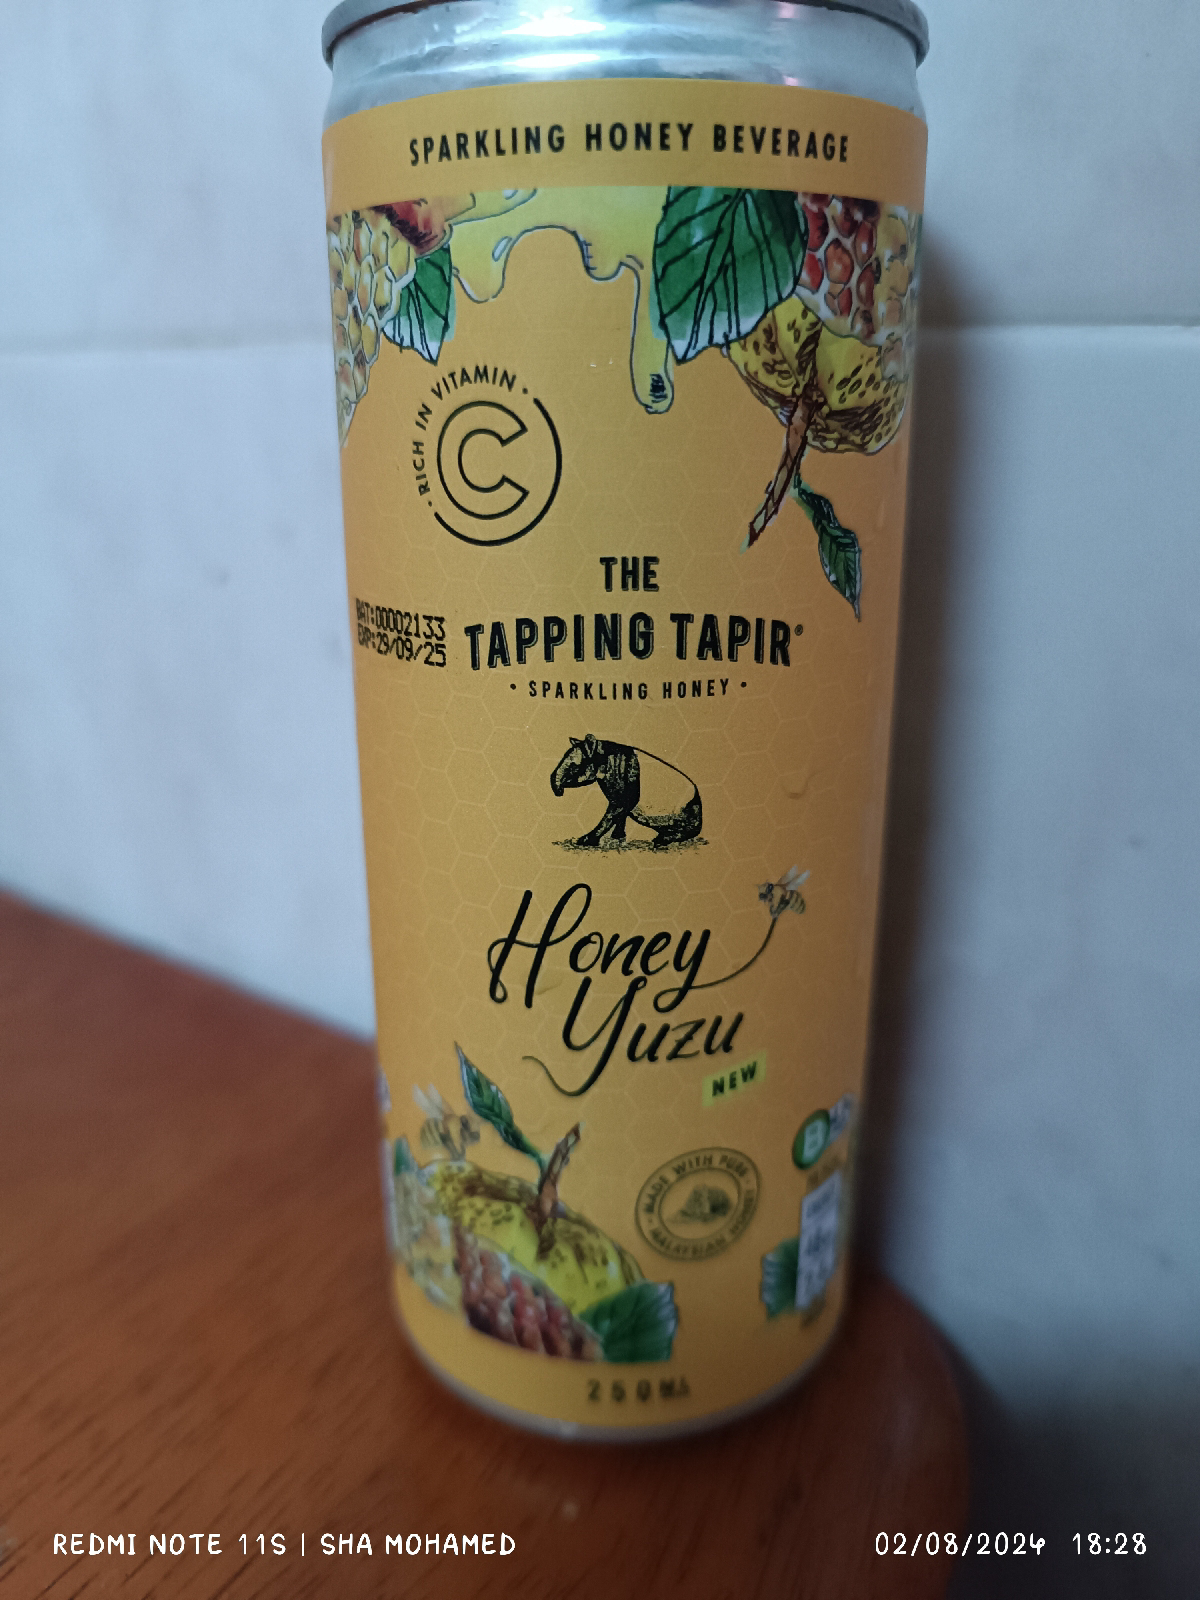 SPARKLING HONEY BEVERAGE
• RICH IN VITAMIN •
C
THE
TAPPING TAPIR®
• SPARKLING HONEY •
BAT:00002133
EXP:29/09/25
Honey
Yuzu
NEW
MADE WITH PURE
MALAYSIAN HONEY
B
250ML
REDMI NOTE 11S | SHA MOHAMED
02/08/2024 18:28